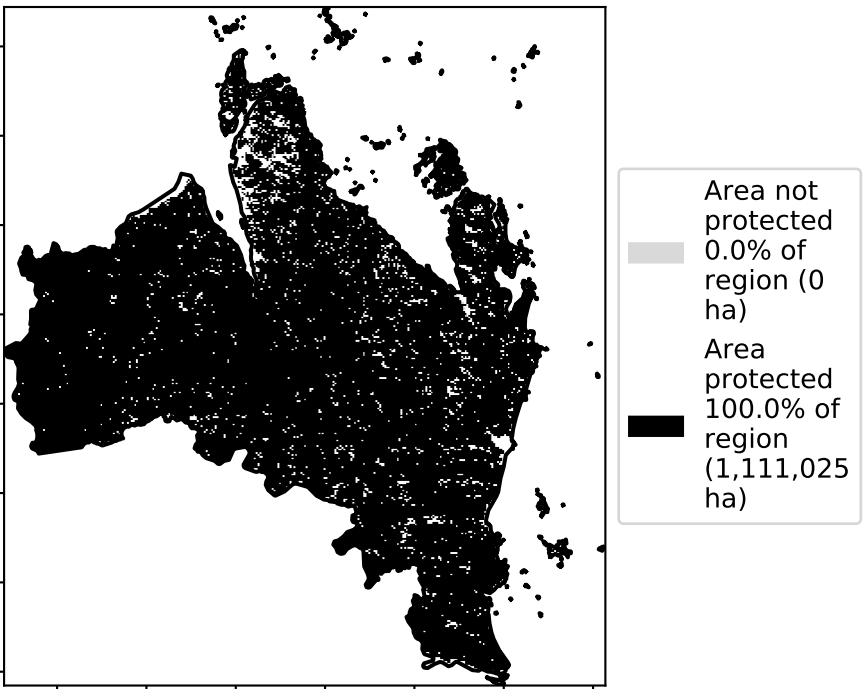 Area not
protected
0.0% of
region (0
ha)
Area
protected
100.0% of
region
(1,111,025
ha)